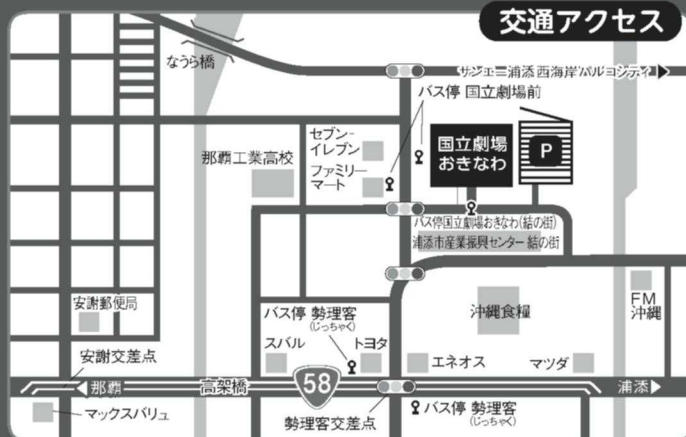 交通アクセス
なうら橋
サンエー浦添西海岸パルコシティ
バス停 国立劇場前
セブン-
イレブン
那覇工業高校
ファミリー
マート
国立劇場
おきなわ
P
バス停国立劇場おきなわ(結の街)
浦添市産業振興センター 結の街
安謝郵便局
バス停 勢理客
(じっちゃく)
沖縄食糧
FM
沖縄
スバル
トヨタ
安謝交差点
エネオス
マツダ
那覇
高架橋
58
浦添
マックスバリュ
勢理客交差点
バス停 勢理客
(じっちゃく)